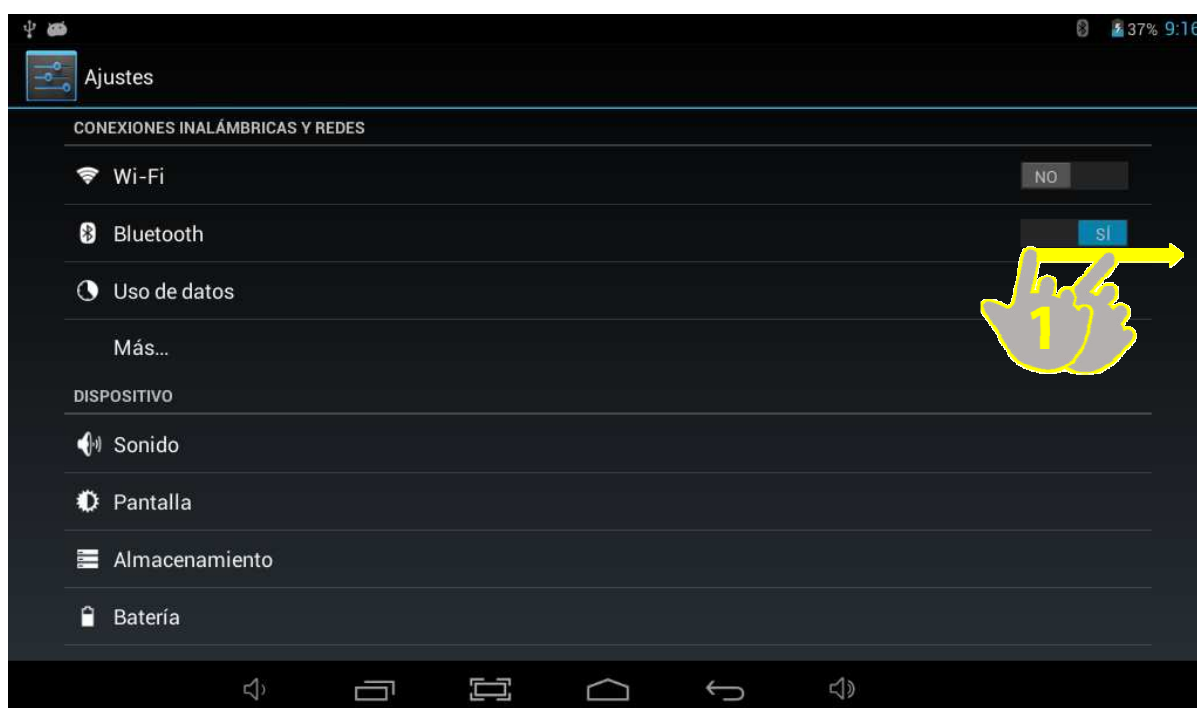 37% 9:16
Ajustes
CONEXIONES INALÁMBRICAS Y REDES
Wi-Fi NO
Bluetooth SÍ
Uso de datos
1
Más...
DISPOSITIVO
Sonido
Pantalla
Almacenamiento
Batería